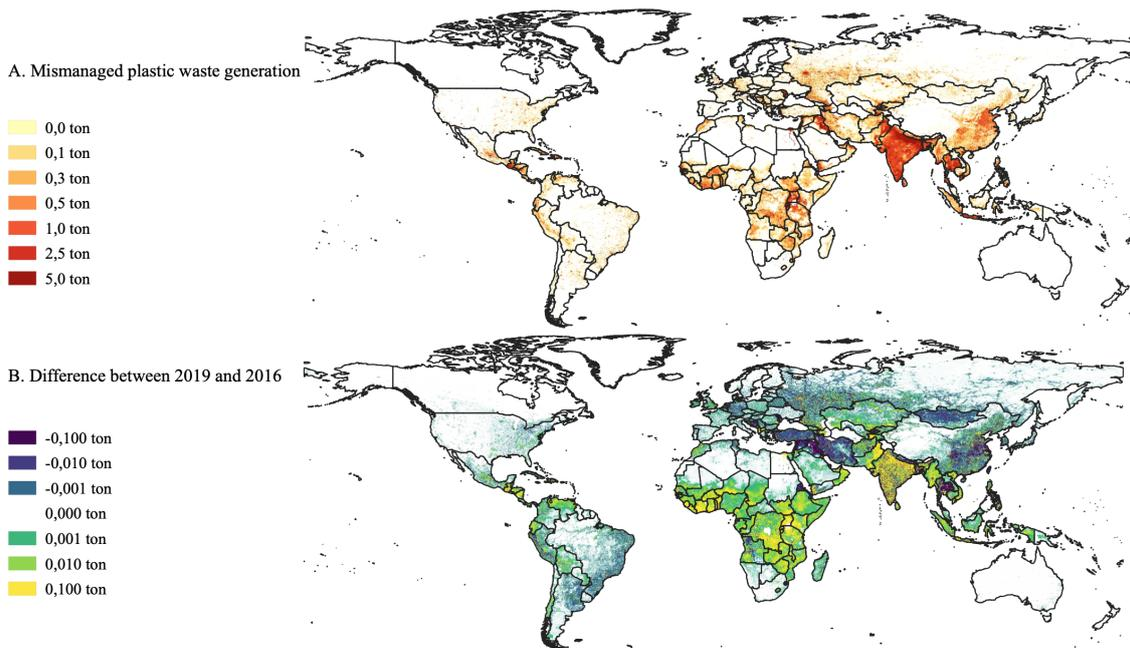 A. Mismanaged plastic waste generation
0,0 ton
0,1 ton
0,3 ton
0,5 ton
1,0 ton
2,5 ton
5,0 ton
B. Difference between 2019 and 2016
-0,100 ton
-0,010 ton
-0,001 ton
0,000 ton
0,001 ton
0,010 ton
0,100 ton